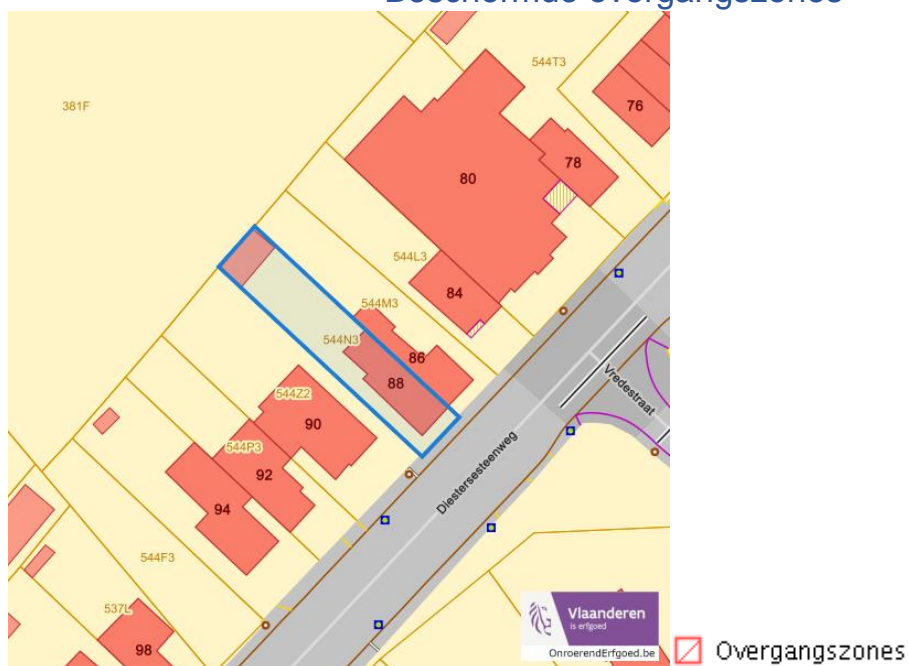 Beschermde overgangszones
544T3
381F
76
78
80
544L3
84
544M3
544N3
86
88
Vredestraat
544Z2
90
544P3
92
Diestersesteenweg
94
544F3
537L
98
Vlaanderen
is erfgoed
OnroerendErfgoed.be
Overgangszones